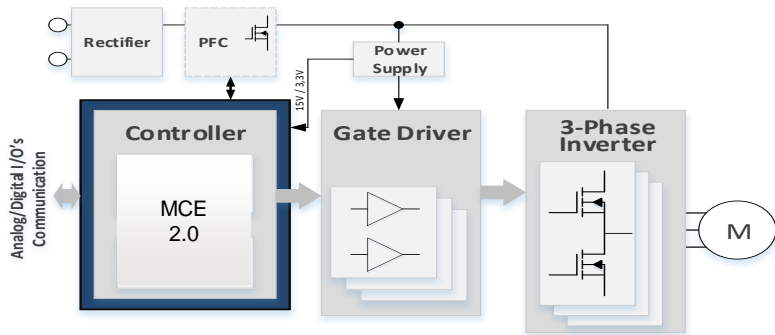 Rectifier
PFC
Power
Supply
15V / 3,3V
Controller
MCE
2.0
Gate Driver
3-Phase
Inverter
M
Analog/Digital I/O's
Communication